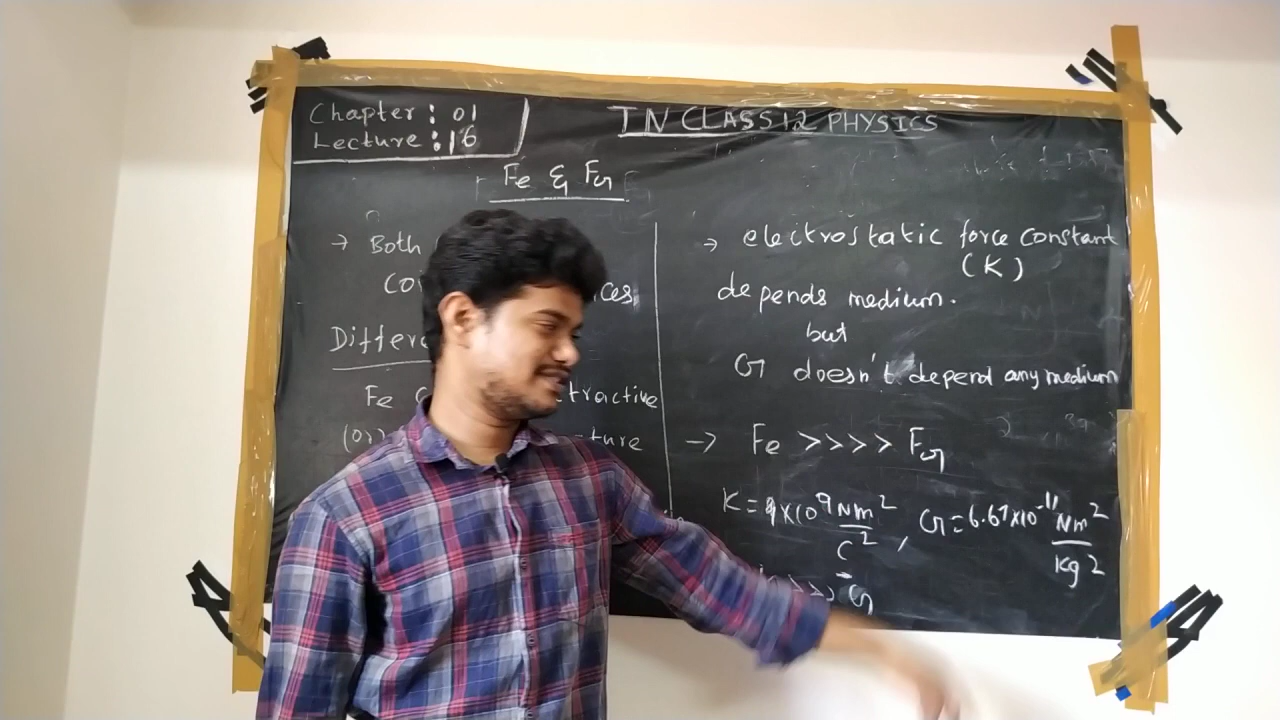 Chapter : 01
Lecture : 16
TN CLASS 12 PHYSICS
Fe & FG
→ Both
Differe
Fe
(or)
→ electrostatic force constant
(K)
depends medium.
but
G doesn't depend any medium
→ Fe >>>> FG
K = 9×10⁹ Nm²/C², G = 6.67×10⁻¹¹ Nm²/Kg²
>>> G